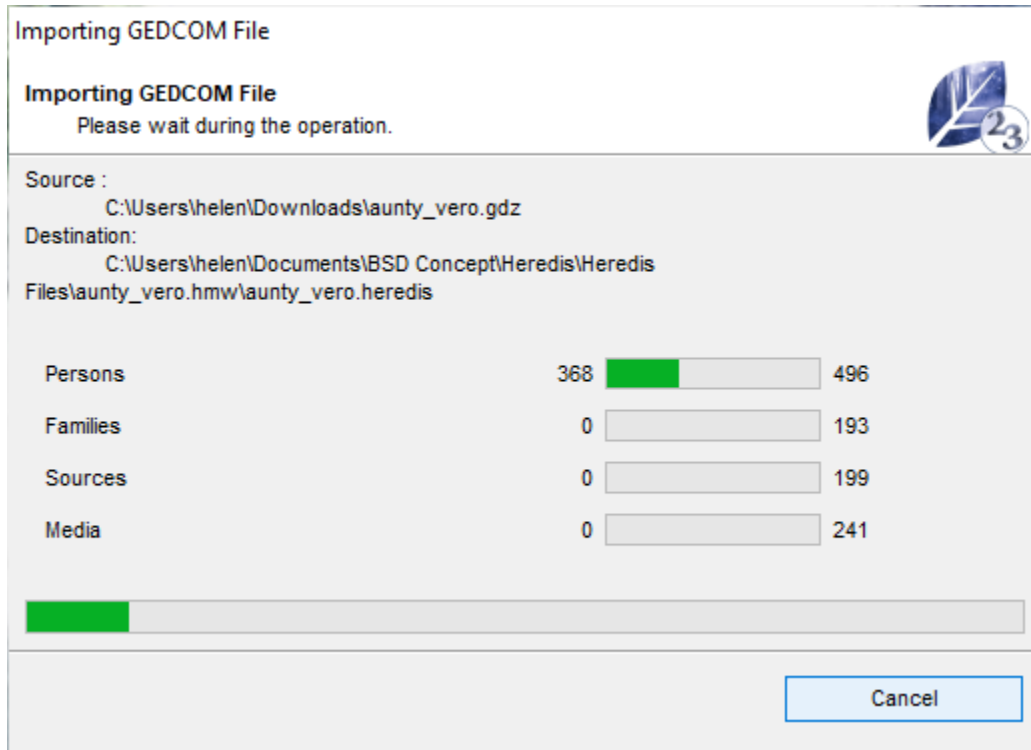 Importing GEDCOM File
Importing GEDCOM File
Please wait during the operation.
23
Source :
C:\Users\helen\Downloads\aunty_vero.gdz
Destination:
C:\Users\helen\Documents\BSD Concept\Heredis\Heredis
Files\aunty_vero.hmw\aunty_vero.heredis
Persons 368 496
Families 0 193
Sources 0 199
Media 0 241
Cancel